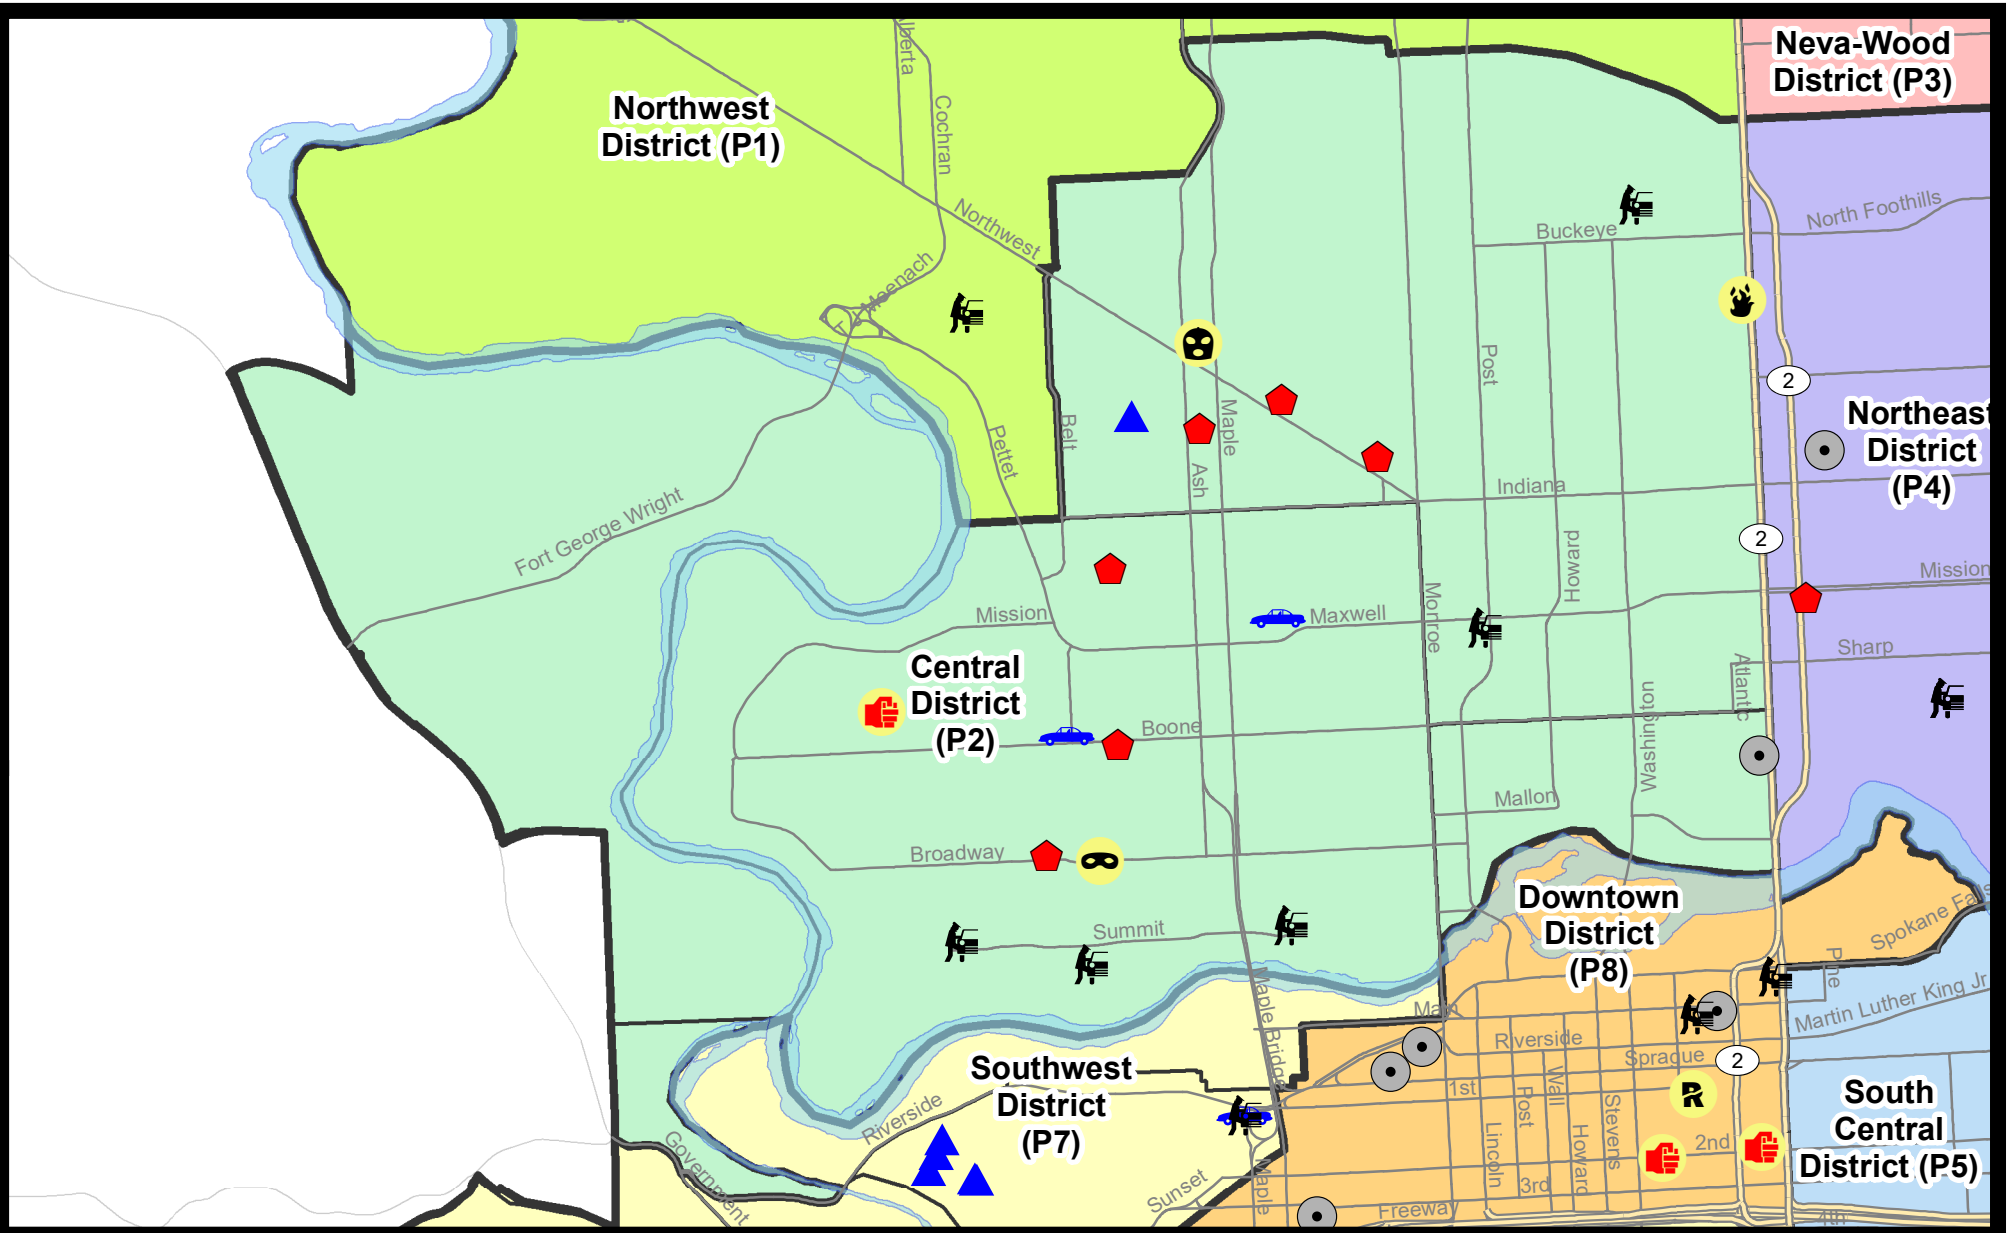 Neva-Wood
District (P3)
Northwest
District (P1)
Cochran
Northwest
Buckeye
North Foothills
Meenach
Post
2
Belt
Maple
Northeast
District
(P4)
Pettet
Ash
Indiana
Fort George Wright
2
Howard
Mission
Mission
Maxwell
Monroe
Sharp
Central
District
(P2)
Atlantic
Washington
Boone
Mallon
Broadway
Downtown
District
(P8)
Summit
Spokane Falls
Pine
Maple Bridge
Main
Martin Luther King Jr
Riverside
Sprague
2
Southwest
District
(P7)
1st
Wall
Post
Stevens
R
South
Central
District (P5)
Riverside
Government
Lincoln
Howard
2nd
Maple
Sunset
3rd
Freeway
4th